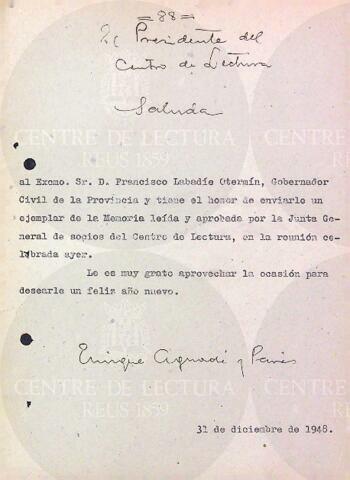 = 88 =
El Presidente del
Centro de Lectura
Saluda
al Excmo. Sr. D. Francisco Labadíe Otermin, Gobernador
Civil de la Provincia y tiene el honor de enviarle un
ejemplar de la Memoria leída y aprobada por la Junta Ge-
neral de sogios del Centro de Lectura, en la reunión ce-
lebrada ayer.
Le es muy grato aprovechar la ocasión para
desearle un feliz año nuevo.
Enrique Aguadé y Parés
31 de diciembre de 1948.
CENTRE DE LECTURA
REUS 1859
CENTRE DE LECTURA
REUS 1859